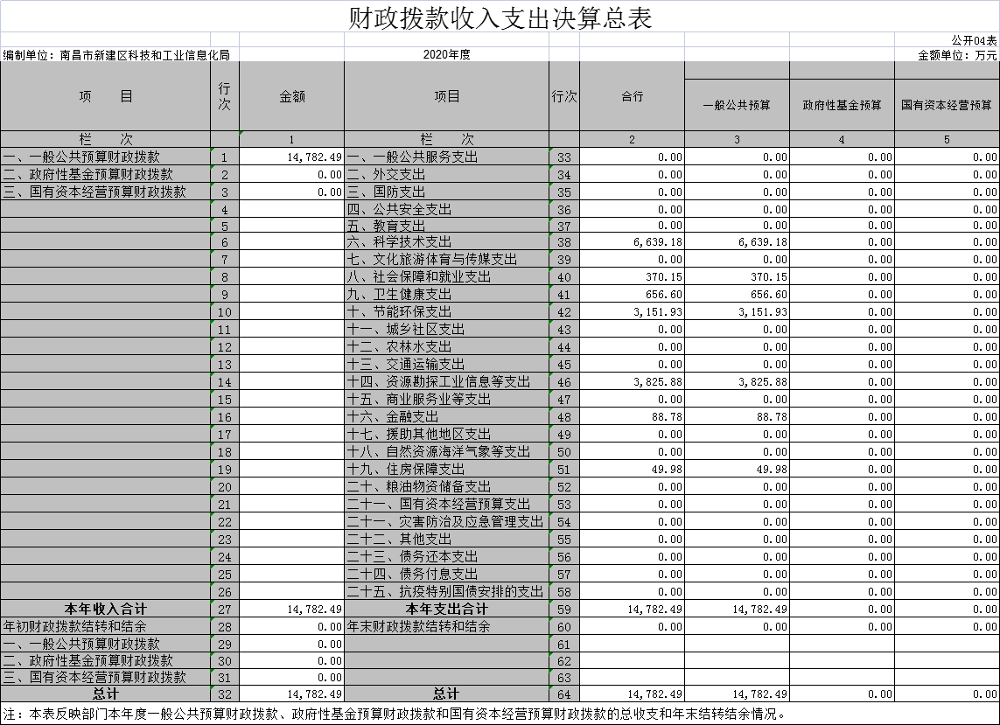 财政拨款收入支出决算总表
公开04表
编制单位：南昌市新建区科技和工业信息化局 2020年度 金额单位：万元
项 目 行次 金额 项目 行次 合行 一般公共预算 政府性基金预算 国有资本经营预算
栏 次 1 栏 次 2 3 4 5
一、一般公共预算财政拨款 1 14,782.49 一、一般公共服务支出 33 0.00 0.00 0.00 0.00
二、政府性基金预算财政拨款 2 0.00 二、外交支出 34 0.00 0.00 0.00 0.00
三、国有资本经营预算财政拨款 3 0.00 三、国防支出 35 0.00 0.00 0.00 0.00
4 四、公共安全支出 36 0.00 0.00 0.00 0.00
5 五、教育支出 37 0.00 0.00 0.00 0.00
6 六、科学技术支出 38 6,639.18 6,639.18 0.00 0.00
7 七、文化旅游体育与传媒支出 39 0.00 0.00 0.00 0.00
8 八、社会保障和就业支出 40 370.15 370.15 0.00 0.00
9 九、卫生健康支出 41 656.60 656.60 0.00 0.00
10 十、节能环保支出 42 3,151.93 3,151.93 0.00 0.00
11 十一、城乡社区支出 43 0.00 0.00 0.00 0.00
12 十二、农林水支出 44 0.00 0.00 0.00 0.00
13 十三、交通运输支出 45 0.00 0.00 0.00 0.00
14 十四、资源勘探工业信息等支出 46 3,825.88 3,825.88 0.00 0.00
15 十五、商业服务业等支出 47 0.00 0.00 0.00 0.00
16 十六、金融支出 48 88.78 88.78 0.00 0.00
17 十七、援助其他地区支出 49 0.00 0.00 0.00 0.00
18 十八、自然资源海洋气象等支出 50 0.00 0.00 0.00 0.00
19 十九、住房保障支出 51 49.98 49.98 0.00 0.00
20 二十、粮油物资储备支出 52 0.00 0.00 0.00 0.00
21 二十一、国有资本经营预算支出 53 0.00 0.00 0.00 0.00
22 二十一、灾害防治及应急管理支出 54 0.00 0.00 0.00 0.00
23 二十二、其他支出 55 0.00 0.00 0.00 0.00
24 二十三、债务还本支出 56 0.00 0.00 0.00 0.00
25 二十四、债务付息支出 57 0.00 0.00 0.00 0.00
26 二十五、抗疫特别国债安排的支出 58 0.00 0.00 0.00 0.00
本年收入合计 27 14,782.49 本年支出合计 59 14,782.49 14,782.49 0.00 0.00
年初财政拨款结转和结余 28 0.00 年末财政拨款结转和结余 60 0.00 0.00 0.00 0.00
一、一般公共预算财政拨款 29 0.00 61
二、政府性基金预算财政拨款 30 0.00 62
三、国有资本经营预算财政拨款 31 0.00 63
总计 32 14,782.49 总计 64 14,782.49 14,782.49 0.00 0.00
注：本表反映部门本年度一般公共预算财政拨款、政府性基金预算财政拨款和国有资本经营预算财政拨款的总收支和年末结转结余情况。